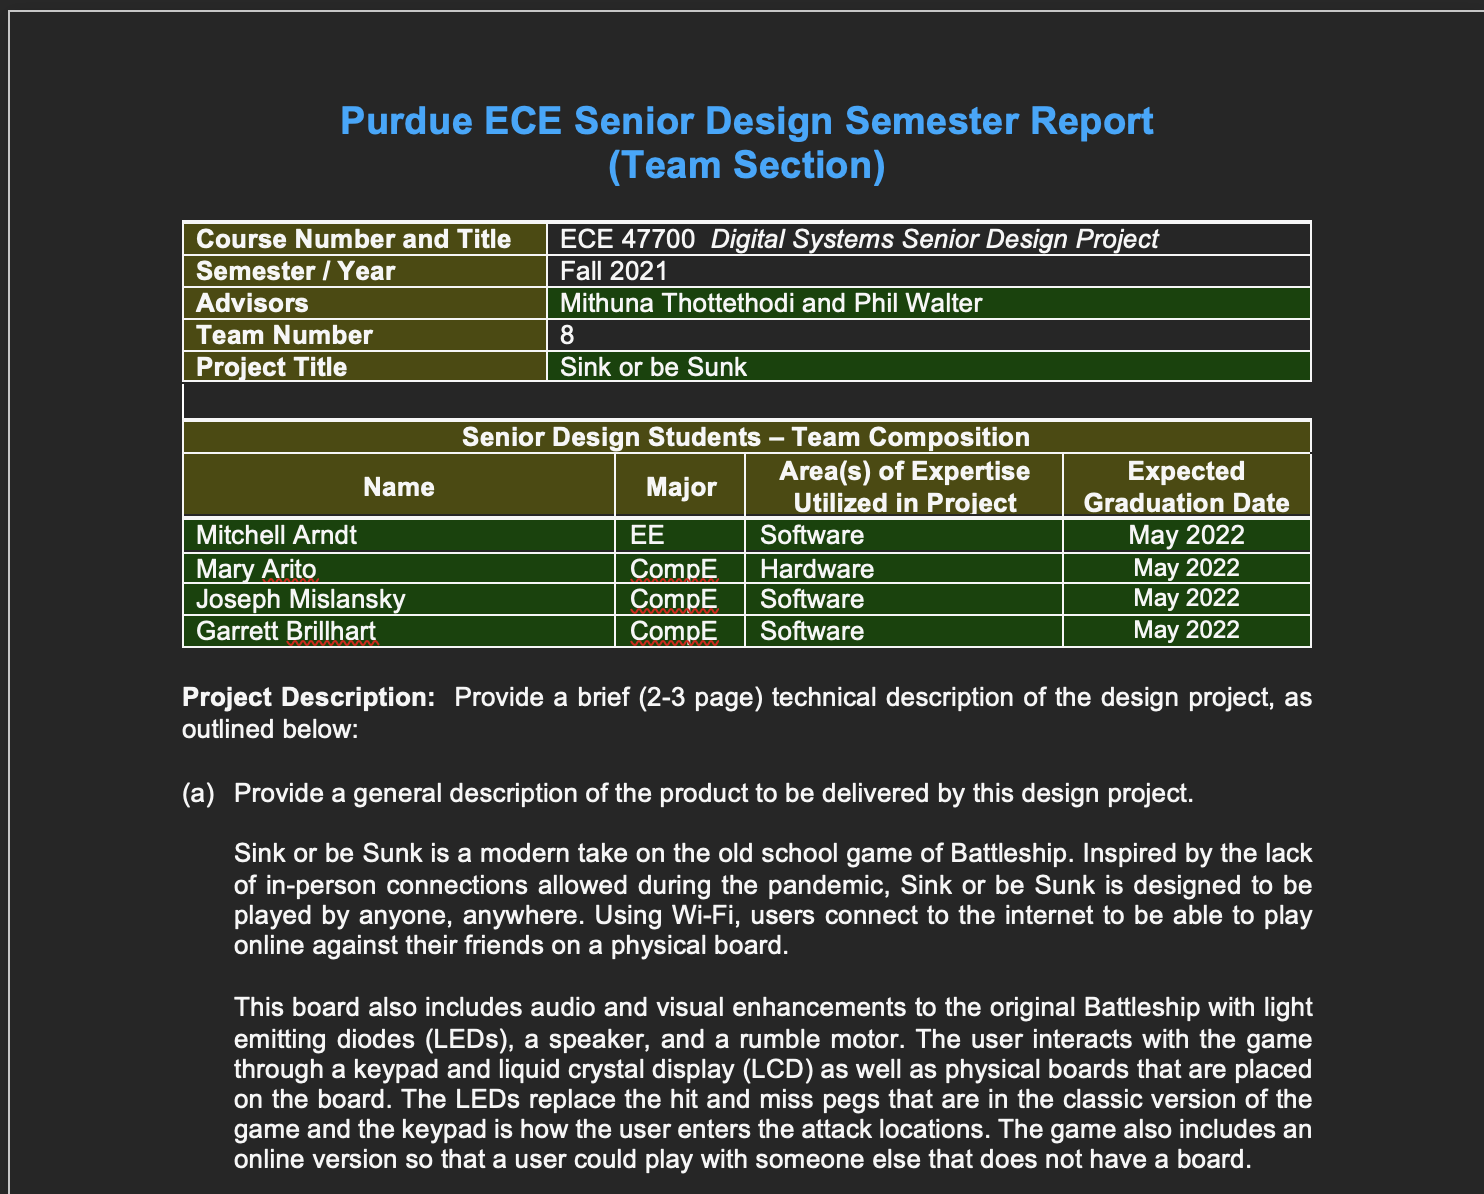 Purdue ECE Senior Design Semester Report
(Team Section)
Course Number and Title ECE 47700 Digital Systems Senior Design Project
Semester / Year Fall 2021
Advisors Mithuna Thottethodi and Phil Walter
Team Number 8
Project Title Sink or be Sunk
Senior Design Students – Team Composition
Name Major Area(s) of Expertise Utilized in Project Expected Graduation Date
Mitchell Arndt EE Software May 2022
Mary Arito CompE Hardware May 2022
Joseph Mislansky CompE Software May 2022
Garrett Brillhart CompE Software May 2022
Project Description: Provide a brief (2-3 page) technical description of the design project, as
outlined below:
(a) Provide a general description of the product to be delivered by this design project.
Sink or be Sunk is a modern take on the old school game of Battleship. Inspired by the lack
of in-person connections allowed during the pandemic, Sink or be Sunk is designed to be
played by anyone, anywhere. Using Wi-Fi, users connect to the internet to be able to play
online against their friends on a physical board.
This board also includes audio and visual enhancements to the original Battleship with light
emitting diodes (LEDs), a speaker, and a rumble motor. The user interacts with the game
through a keypad and liquid crystal display (LCD) as well as physical boards that are placed
on the board. The LEDs replace the hit and miss pegs that are in the classic version of the
game and the keypad is how the user enters the attack locations. The game also includes an
online version so that a user could play with someone else that does not have a board.